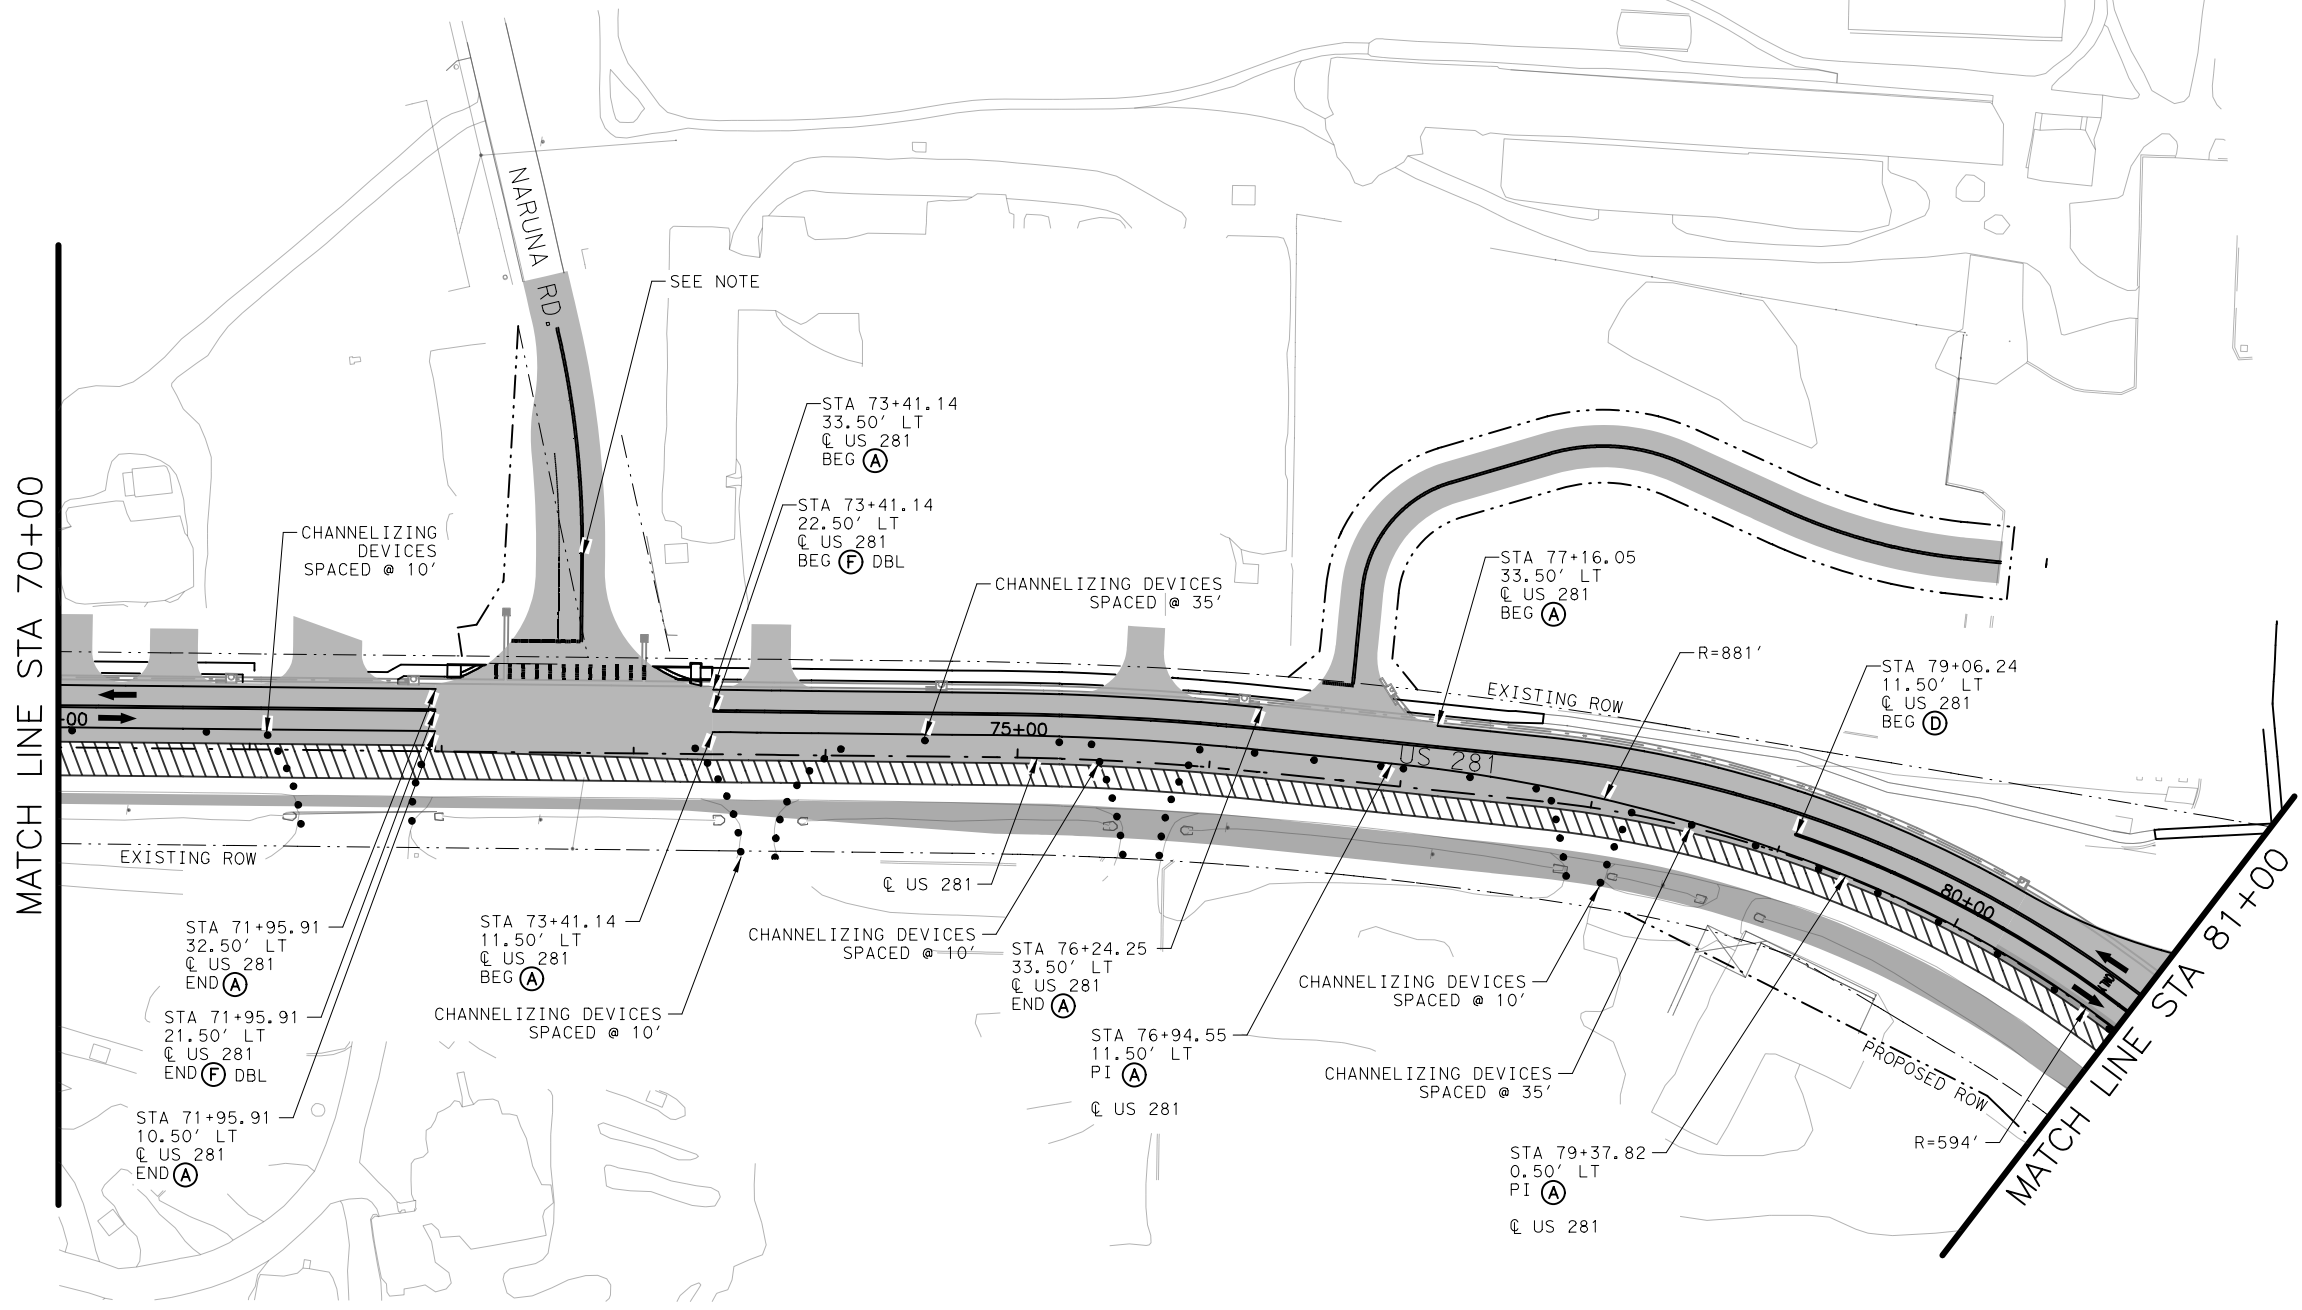 NARUNA RD.
SEE NOTE
STA 73+41.14
33.50' LT
℄ US 281
BEG Ⓐ
STA 73+41.14
22.50' LT
℄ US 281
BEG Ⓕ DBL
CHANNELIZING
DEVICES
SPACED @ 10'
CHANNELIZING DEVICES
SPACED @ 35'
STA 77+16.05
33.50' LT
℄ US 281
BEG Ⓐ
R=881'
STA 79+06.24
11.50' LT
℄ US 281
BEG Ⓓ
EXISTING ROW
MATCH LINE STA 70+00
-00
75+00
US 281
80+00
EXISTING ROW
℄ US 281
MATCH LINE STA 81+00
STA 71+95.91
32.50' LT
℄ US 281
END Ⓐ
STA 73+41.14
11.50' LT
℄ US 281
BEG Ⓐ
CHANNELIZING DEVICES
SPACED @ 10'
STA 76+24.25
33.50' LT
℄ US 281
END Ⓐ
CHANNELIZING DEVICES
SPACED @ 10'
CHANNELIZING DEVICES
SPACED @ 10'
STA 71+95.91
21.50' LT
℄ US 281
END Ⓕ DBL
STA 76+94.55
11.50' LT
PI Ⓐ
℄ US 281
CHANNELIZING DEVICES
SPACED @ 35'
PROPOSED ROW
STA 71+95.91
10.50' LT
℄ US 281
END Ⓐ
R=594'
STA 79+37.82
0.50' LT
PI Ⓐ
℄ US 281